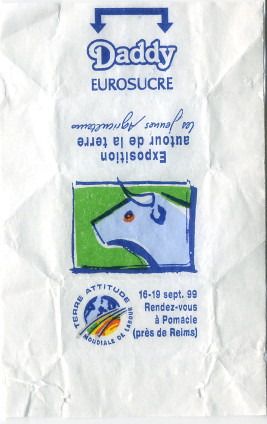 Daddy
EUROSUCRE
Exposition
autour de la terre
Les Jeunes Agriculteurs
TERRE ATTITUDE
MONDIALE DE LABOUR
16-19 sept. 99
Rendez-vous
à Pomacle
(près de Reims)